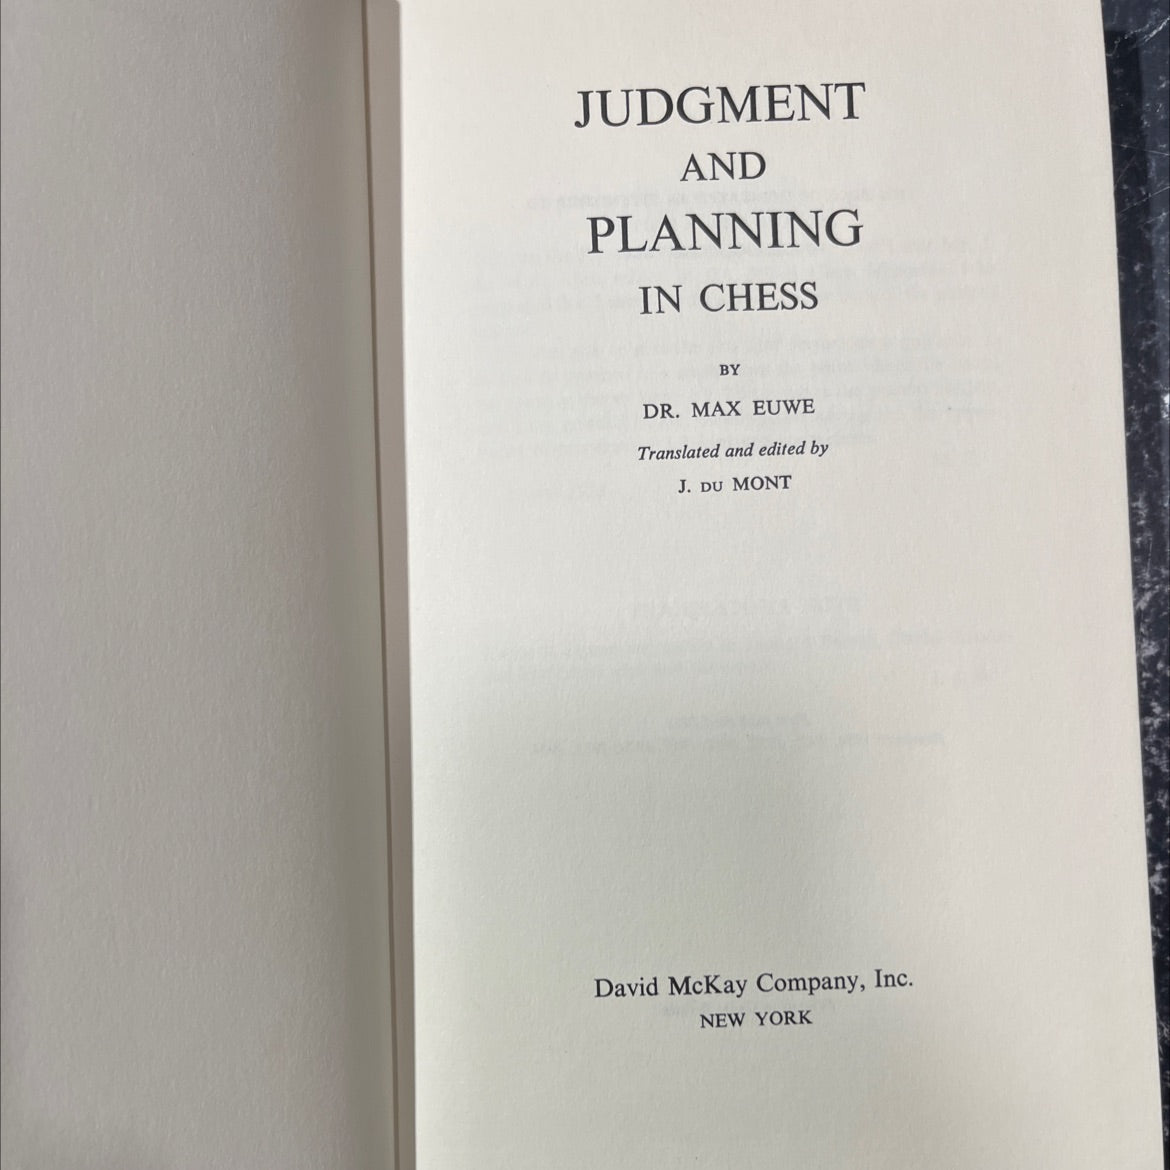 JUDGMENT
AND
PLANNING
IN CHESS
BY
DR. MAX EUWE
Translated and edited by
J. DU MONT
David McKay Company, Inc.
NEW YORK